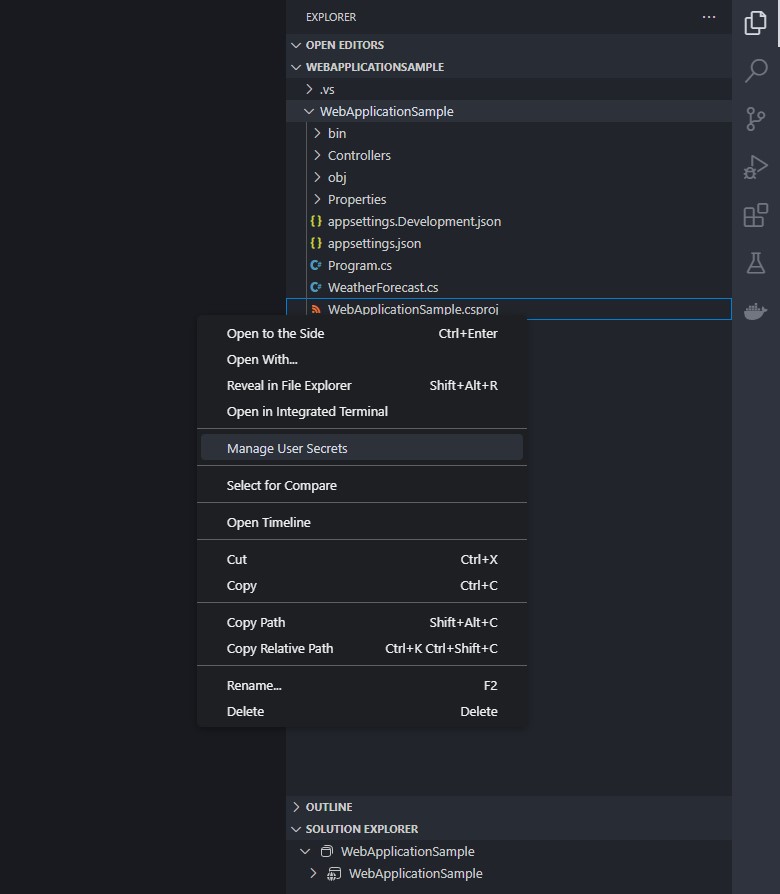 EXPLORER
OPEN EDITORS
WEBAPPLICATIONSAMPLE
.vs
WebApplicationSample
bin
Controllers
obj
Properties
{} appsettings.Development.json
{} appsettings.json
C# Program.cs
C# WeatherForecast.cs
WebApplicationSample.csproj
Open to the Side Ctrl+Enter
Open With...
Reveal in File Explorer Shift+Alt+R
Open in Integrated Terminal
Manage User Secrets
Select for Compare
Open Timeline
Cut Ctrl+X
Copy Ctrl+C
Copy Path Shift+Alt+C
Copy Relative Path Ctrl+K Ctrl+Shift+C
Rename... F2
Delete Delete
OUTLINE
SOLUTION EXPLORER
WebApplicationSample
WebApplicationSample